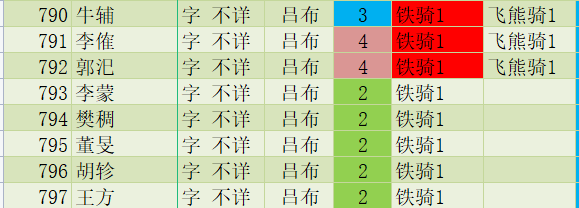 790 牛辅 字 不详 吕布 3 铁骑1 飞熊骑1
791 李傕 字 不详 吕布 4 铁骑1 飞熊骑1
792 郭汜 字 不详 吕布 4 铁骑1 飞熊骑1
793 李蒙 字 不详 吕布 2 铁骑1
794 樊稠 字 不详 吕布 2 铁骑1
795 董旻 字 不详 吕布 2 铁骑1
796 胡轸 字 不详 吕布 2 铁骑1
797 王方 字 不详 吕布 2 铁骑1